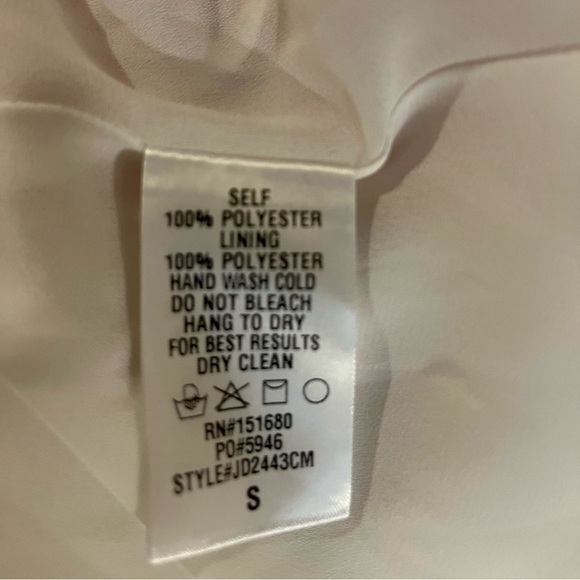 SELF
100% POLYESTER
LINING
100% POLYESTER
HAND WASH COLD
DO NOT BLEACH
HANG TO DRY
FOR BEST RESULTS
DRY CLEAN
RN#151680
PO#5946
STYLE#JD2443CM
S